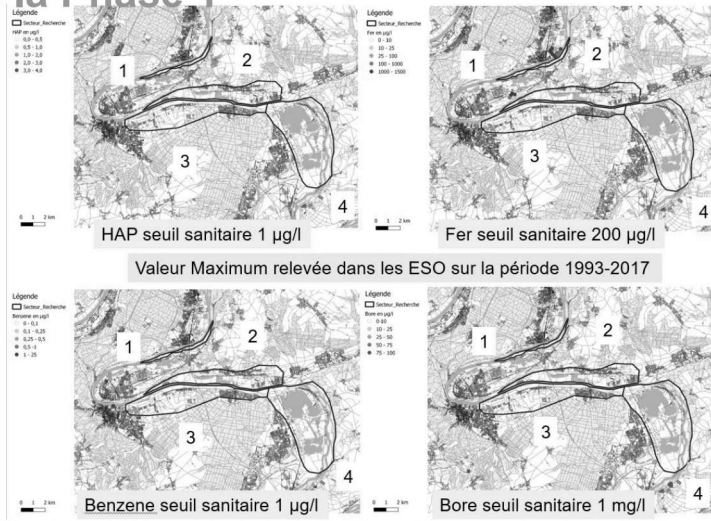 la Phase 1
Légende
Secteur_Recherche
HAP en µg/l
0,0 - 0,5
0,5 - 1,0
1,0 - 2,0
2,0 - 3,0
3,0 - 4,0
1
2
3
4
0 1 2 km
HAP seuil sanitaire 1 µg/l
Légende
Secteur_Recherche
Fer en µg/l
0 - 10
10 - 25
25 - 100
100 - 1000
1000 - 1500
1
2
3
4
0 1 2 km
Fer seuil sanitaire 200 µg/l
Valeur Maximum relevée dans les ESO sur la période 1993-2017
Légende
Secteur_Recherche
Benzene en µg/l
0 - 0,1
0,1 - 0,25
0,25 - 0,5
0,5 -1
1 - 25
1
2
3
4
0 1 2 km
Benzene seuil sanitaire 1 µg/l
Légende
Secteur_Recherche
Bore en µg/l
0-10
10 - 25
25 - 50
50 - 75
75 - 100
1
2
3
4
0 1 2 km
Bore seuil sanitaire 1 mg/l